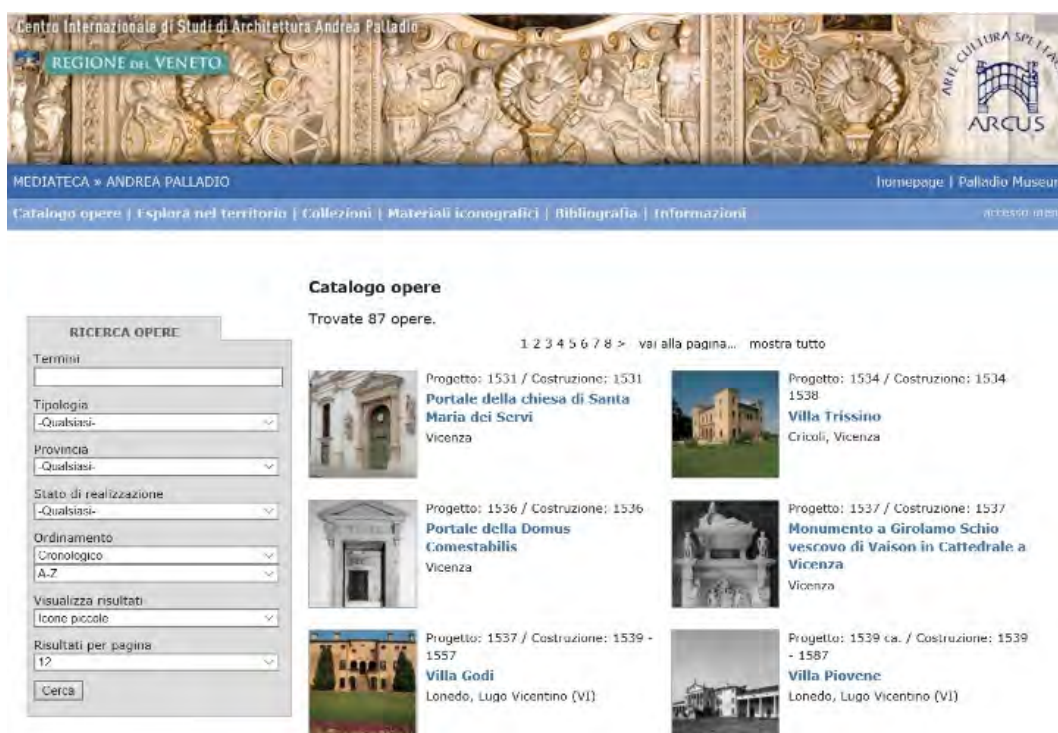 Centro Internazionale di Studi di Architettura Andrea Palladio
REGIONE DEL VENETO
ARTE CULTURA
ARCUS
MEDIATECA » ANDREA PALLADIO
homepage | Palladio
Catalogo opere | Esplora nel territorio | Collezioni | Materiali iconografici | Bibliografia | Informazioni
accesso
Catalogo opere
Trovate 87 opere.
1 2 3 4 5 6 7 8 > vai alla pagina... mostra tutto
RICERCA OPERE
Termini
Tipologia
-Qualsiasi-
Provincia
-Qualsiasi-
Stato di realizzazione
-Qualsiasi-
Ordinamento
Cronologico
A-Z
Visualizza risultati
Icone piccole
Risultati per pagina
12
Cerca
Progetto: 1531 / Costruzione: 1531
Portale della chiesa di Santa
Maria dei Servi
Vicenza
Progetto: 1534 / Costruzione: 1534
1538
Villa Trissino
Cricoli, Vicenza
Progetto: 1536 / Costruzione: 1536
Portale della Domus
Comestabilis
Vicenza
Progetto: 1537 / Costruzione: 1537
Monumento a Girolamo Schio
vescovo di Vaison in Cattedrale a
Vicenza
Vicenza
Progetto: 1537 / Costruzione: 1539 -
1557
Villa Godi
Lonedo, Lugo Vicentino (VI)
Progetto: 1539 ca. / Costruzione: 1539
- 1587
Villa Piovene
Lonedo, Lugo Vicentino (VI)